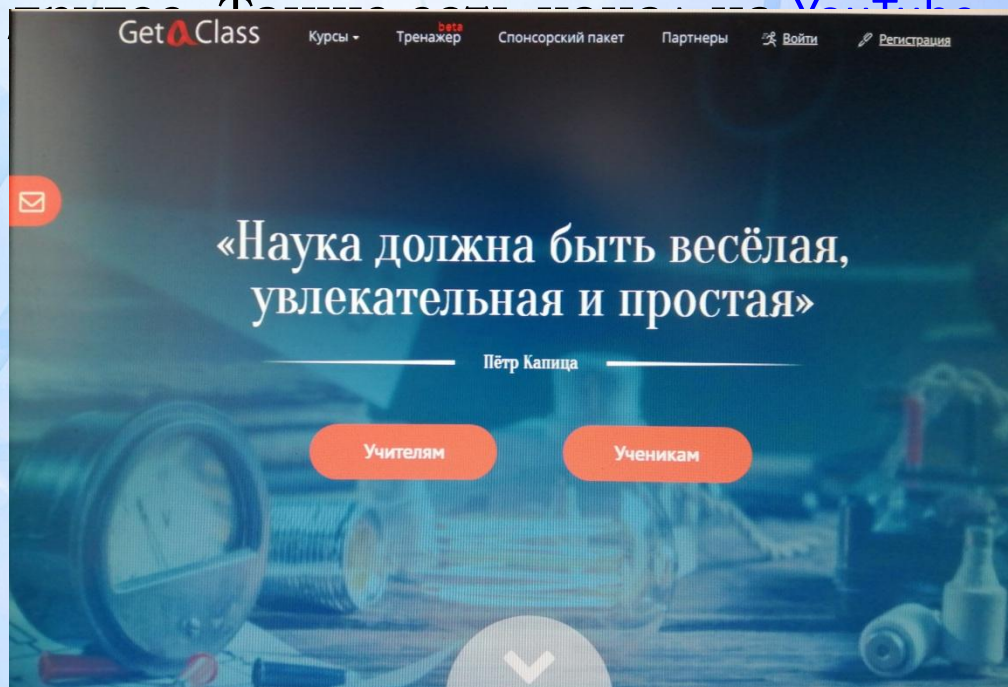 YouTube
GetAClass
Курсы
Тренажер
beta
Спонсорский пакет
Партнеры
Войти
Регистрация
«Наука должна быть весёлая,
увлекательная и простая»
Пётр Капица
Учителям
Ученикам